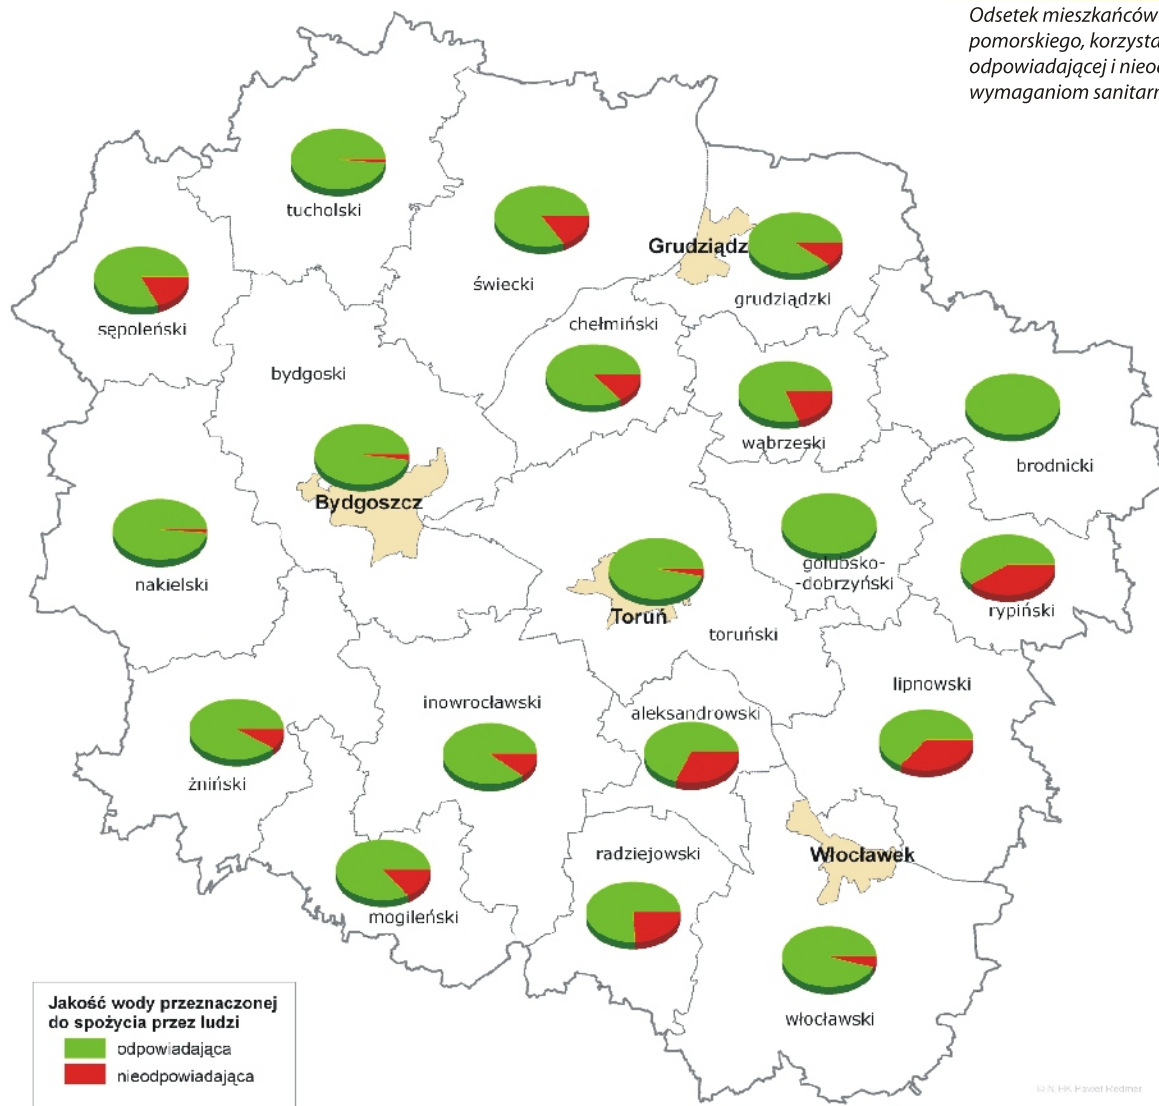 Odsetek mieszkańców
pomorskiego, korzysta
odpowiadającej i nieod
wymaganiom sanitarn
tucholski
Grudziądz
świecki
grudziądzki
sępoleński
chełmiński
bydgoski
wąbrzeski
brodnicki
Bydgoszcz
golubsko-
-dobrzyński
nakielski
rypiński
Toruń
toruński
lipnowski
inowrocławski
aleksandrowski
żniński
radziejowski
Włocławek
mogileński
włocławski
Jakość wody przeznaczonej
do spożycia przez ludzi
odpowiadająca
nieodpowiadająca
Paweł Redmer